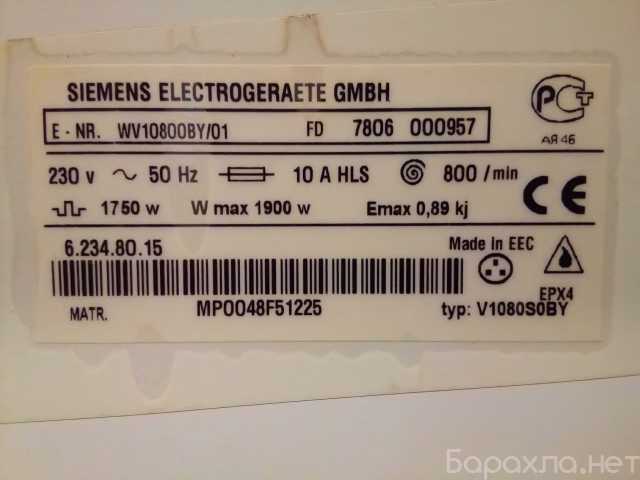 SIEMENS ELECTROGERAETE GMBH
E - NR. WV10800BY/01 FD 7806 000957
РСТ
АЯ 46
230 v 50 Hz 10 A HLS 800 / min
1750 w W max 1900 w Emax 0,89 kj
CE
6.234.80.15 Made in EEC
MATR. MP0048F51225 typ: V1080S0BY
EPX4
Барахла.нет